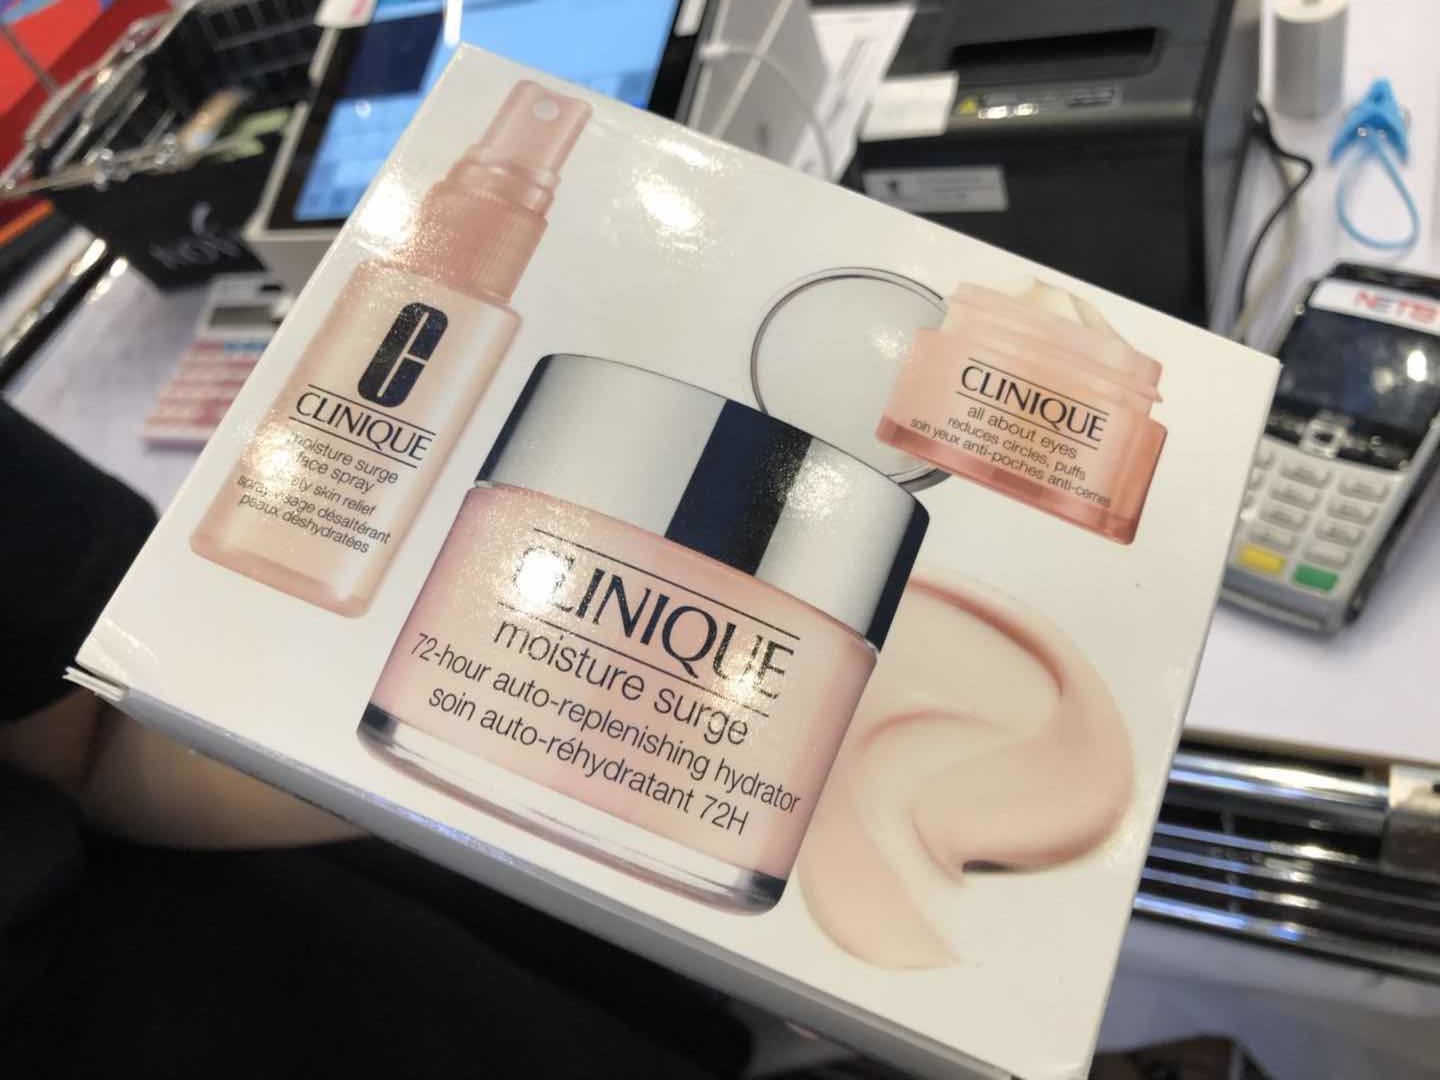 C
CLINIQUE
moisture surge
face spray
skin relief
désaltérant
peaux déshydratées
CLINIQUE
all about eyes
reduces circles, puffs
soin yeux anti-poches anti-cernes
CLINIQUE
moisture surge
72-hour auto-replenishing hydrator
soin auto-réhydratant 72H
NETS